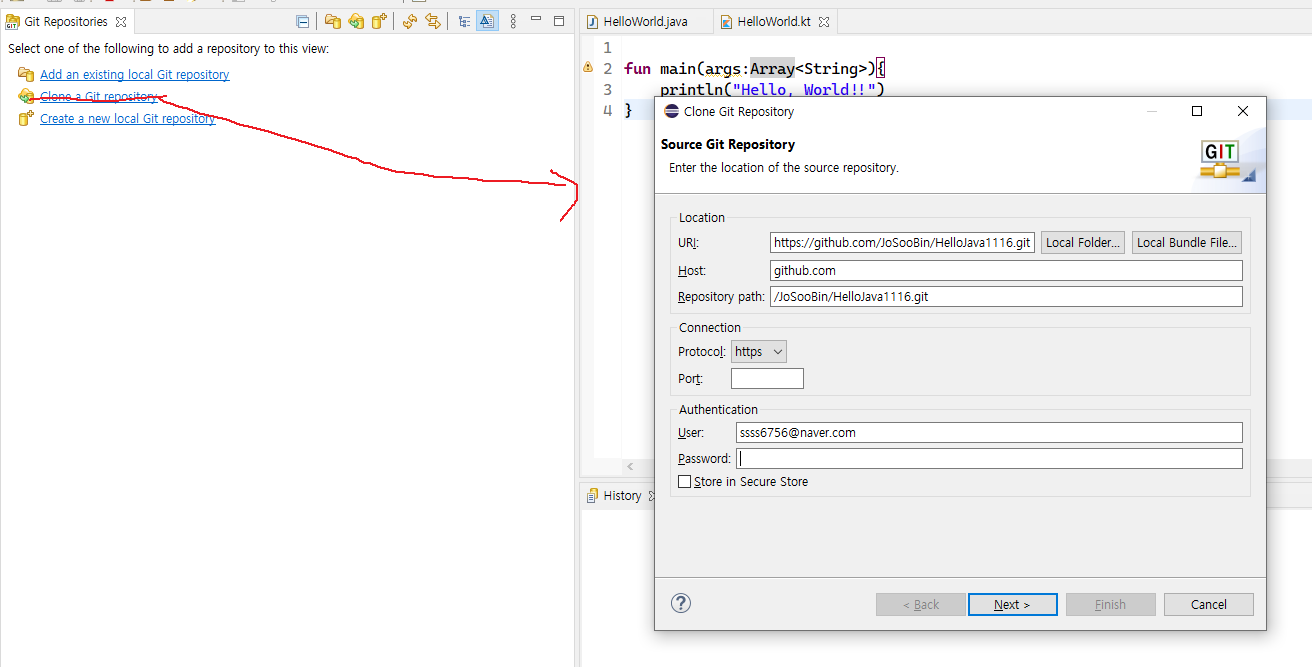 Git Repositories
Select one of the following to add a repository to this view:
Add an existing local Git repository
Clone a Git repository
Create a new local Git repository
HelloWorld.java
HelloWorld.kt
1
2 fun main(args:Array<String>){
3 println("Hello, World!!")
4 }
Clone Git Repository
Source Git Repository
Enter the location of the source repository.
GIT
Location
URI: https://github.com/JoSooBin/HelloJava1116.git Local Folder... Local Bundle File...
Host: github.com
Repository path: /JoSooBin/HelloJava1116.git
Connection
Protocol: https
Port:
Authentication
User: ssss6756@naver.com
Password:
Store in Secure Store
History
? < Back Next > Finish Cancel